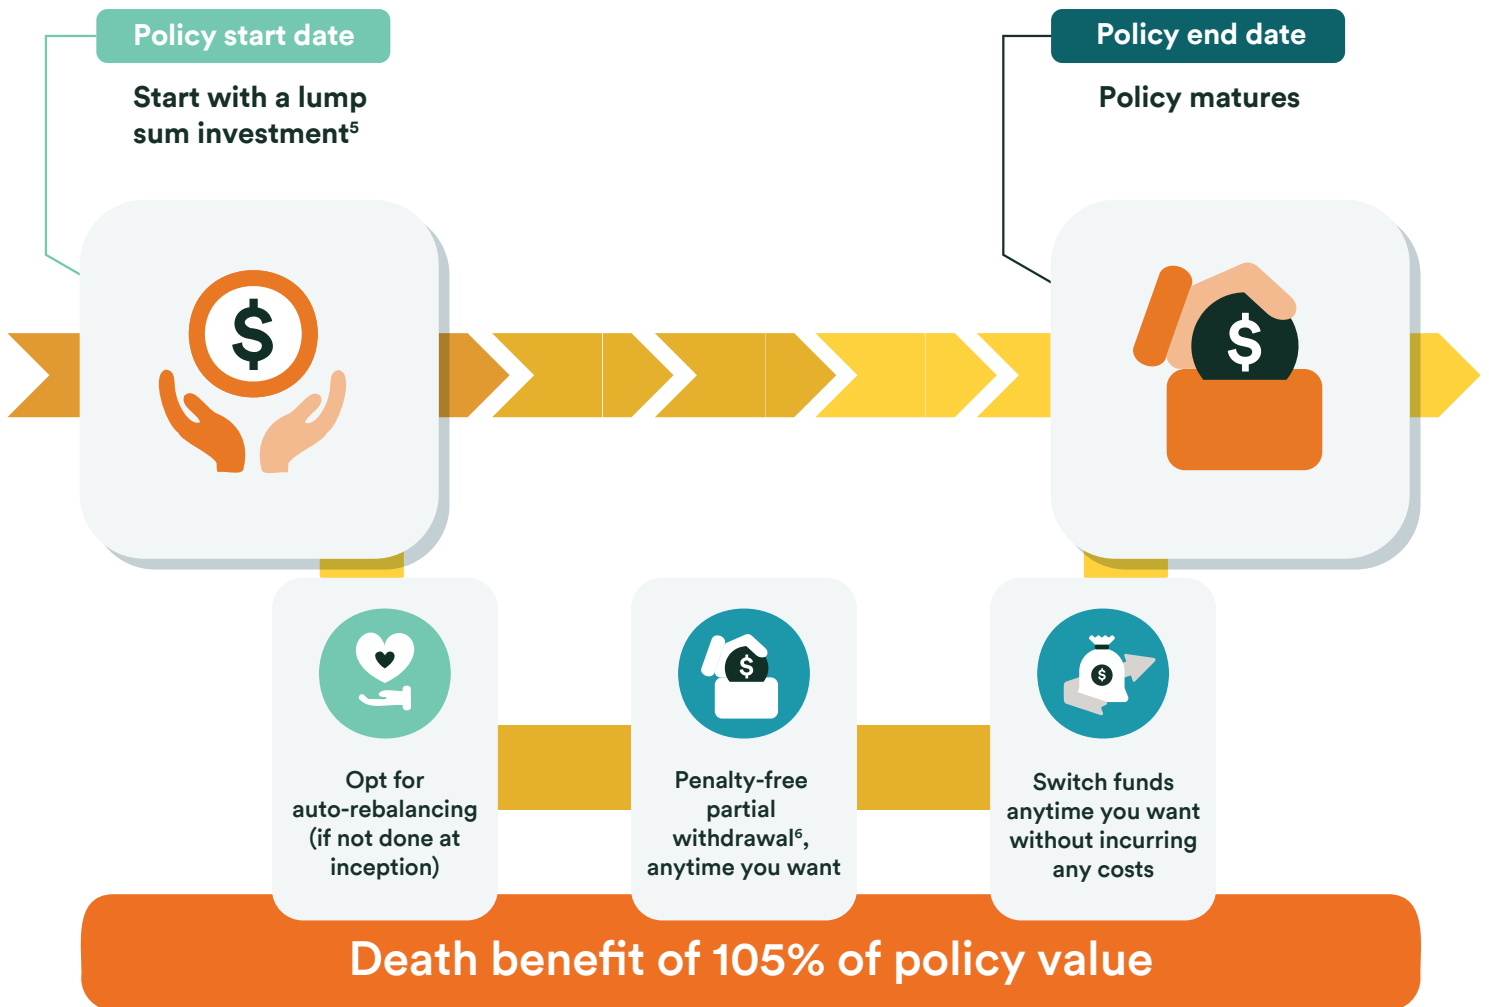 Policy start date
Start with a lump
sum investment⁵
Policy end date
Policy matures
$
$
Opt for
auto-rebalancing
(if not done at
inception)
$
Penalty-free
partial
withdrawal⁶,
anytime you want
$
Switch funds
anytime you want
without incurring
any costs
Death benefit of 105% of policy value